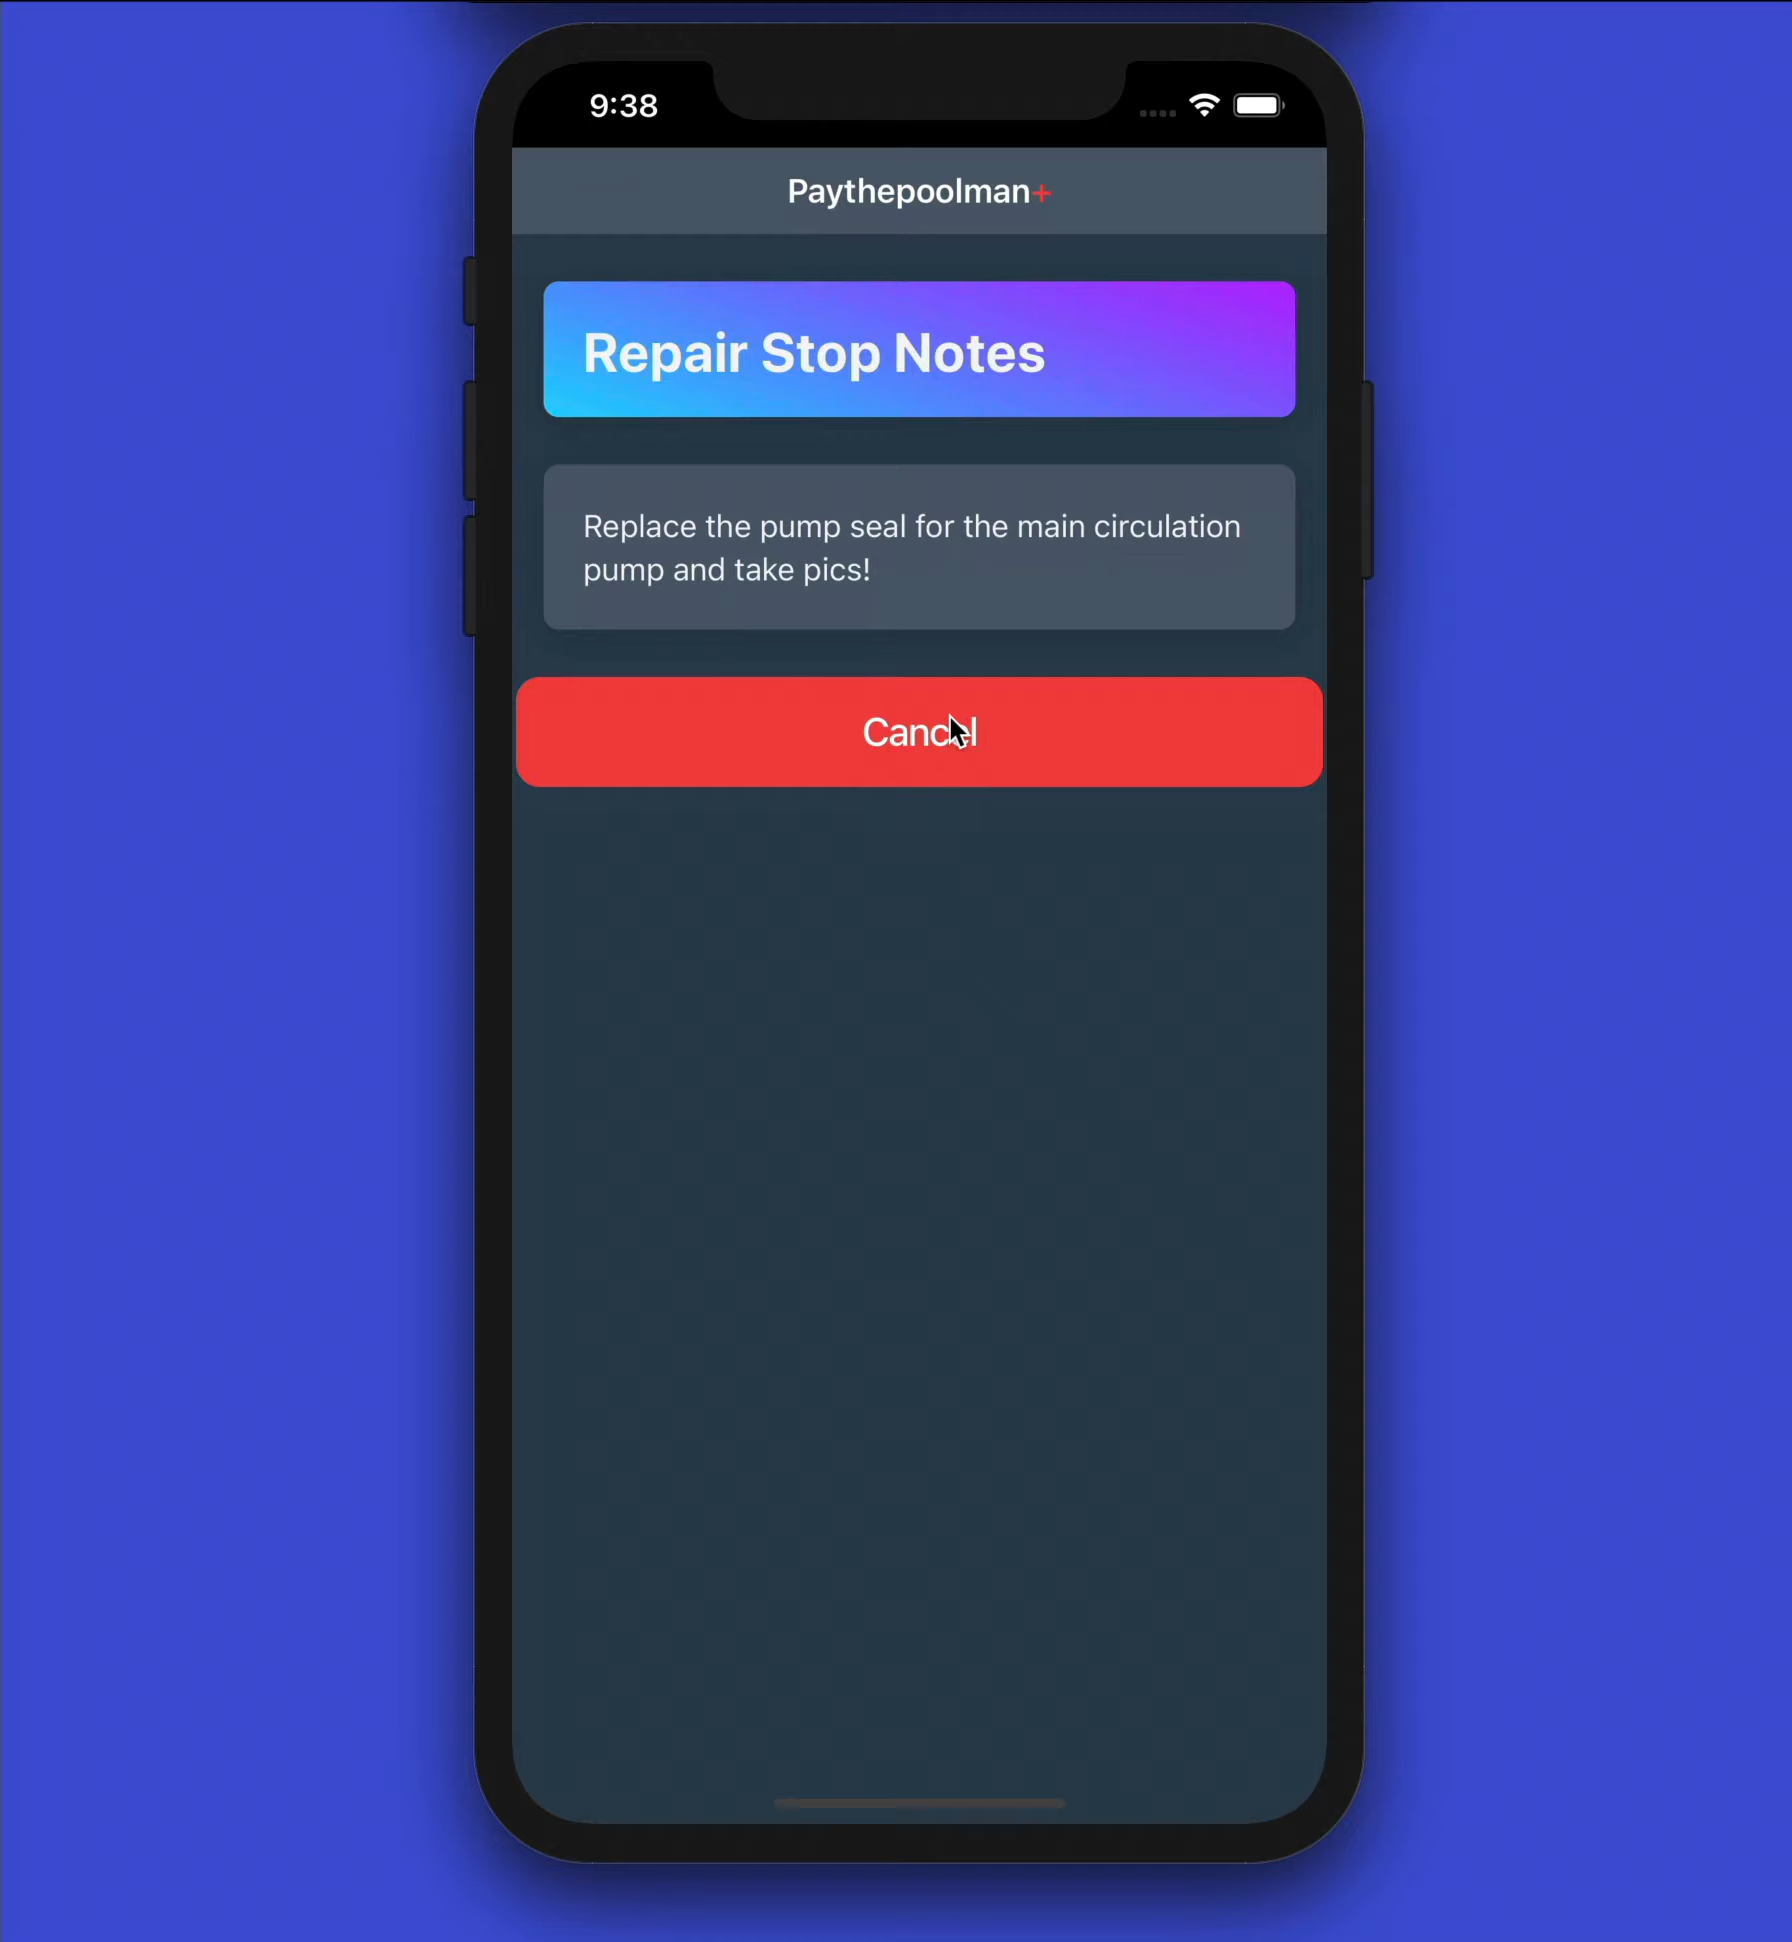 9:38
Paythepoolman+
Repair Stop Notes
Replace the pump seal for the main circulation
pump and take pics!
Cancel